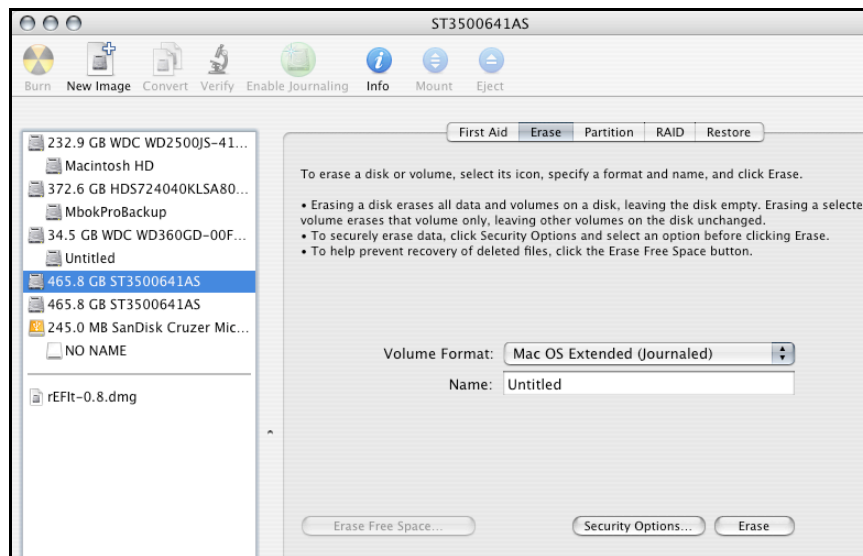 ST3500641AS
Burn New Image Convert Verify Enable Journaling Info Mount Eject
232.9 GB WDC WD2500JS-41...
Macintosh HD
372.6 GB HDS724040KLSA80...
MbokProBackup
34.5 GB WDC WD360GD-00F...
Untitled
465.8 GB ST3500641AS
465.8 GB ST3500641AS
245.0 MB SanDisk Cruzer Mic...
NO NAME
rEFIt-0.8.dmg
First Aid Erase Partition RAID Restore
To erase a disk or volume, select its icon, specify a format and name, and click Erase.
• Erasing a disk erases all data and volumes on a disk, leaving the disk empty. Erasing a selecte
volume erases that volume only, leaving other volumes on the disk unchanged.
• To securely erase data, click Security Options and select an option before clicking Erase.
• To help prevent recovery of deleted files, click the Erase Free Space button.
Volume Format: Mac OS Extended (Journaled)
Name: Untitled
Erase Free Space... Security Options... Erase